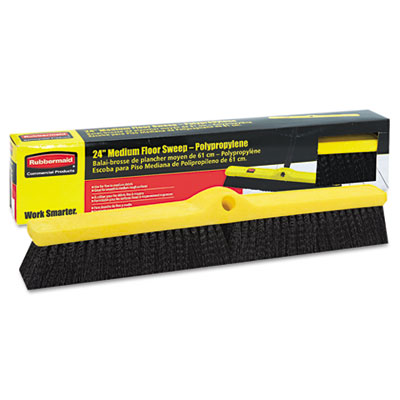 24" Medium Floor Sweep – Polypropylene
Balai-brosse de plancher moyen de 61 cm – Polypropylène
Escoba para Piso Mediana de Polipropileno de 61 cm.
Rubbermaid
Commercial Products
Work Smarter.